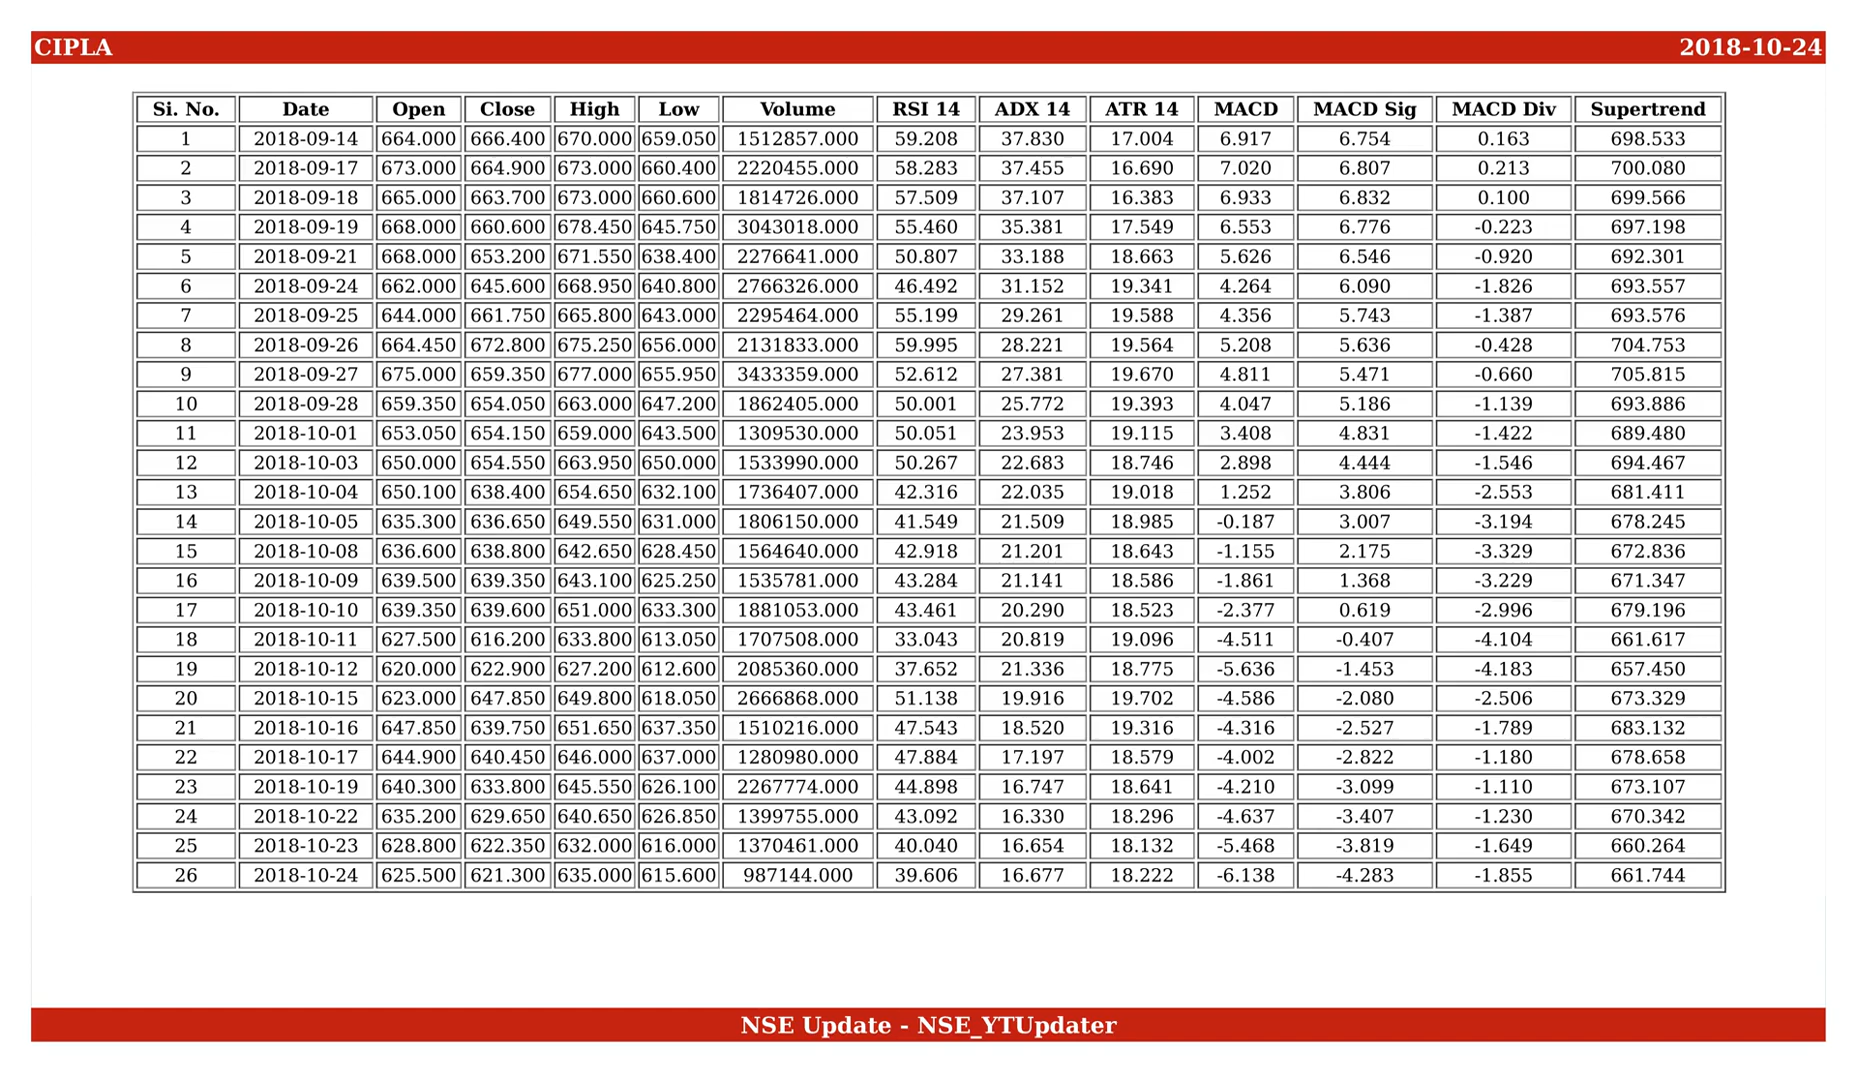 CIPLA 2018-10-24
Si. No. Date Open Close High Low Volume RSI 14 ADX 14 ATR 14 MACD MACD Sig MACD Div Supertrend
1 2018-09-14 664.000 666.400 670.000 659.050 1512857.000 59.208 37.830 17.004 6.917 6.754 0.163 698.533
2 2018-09-17 673.000 664.900 673.000 660.400 2220455.000 58.283 37.455 16.690 7.020 6.807 0.213 700.080
3 2018-09-18 665.000 663.700 673.000 660.600 1814726.000 57.509 37.107 16.383 6.933 6.832 0.100 699.566
4 2018-09-19 668.000 660.600 678.450 645.750 3043018.000 55.460 35.381 17.549 6.553 6.776 -0.223 697.198
5 2018-09-21 668.000 653.200 671.550 638.400 2276641.000 50.807 33.188 18.663 5.626 6.546 -0.920 692.301
6 2018-09-24 662.000 645.600 668.950 640.800 2766326.000 46.492 31.152 19.341 4.264 6.090 -1.826 693.557
7 2018-09-25 644.000 661.750 665.800 643.000 2295464.000 55.199 29.261 19.588 4.356 5.743 -1.387 693.576
8 2018-09-26 664.450 672.800 675.250 656.000 2131833.000 59.995 28.221 19.564 5.208 5.636 -0.428 704.753
9 2018-09-27 675.000 659.350 677.000 655.950 3433359.000 52.612 27.381 19.670 4.811 5.471 -0.660 705.815
10 2018-09-28 659.350 654.050 663.000 647.200 1862405.000 50.001 25.772 19.393 4.047 5.186 -1.139 693.886
11 2018-10-01 653.050 654.150 659.000 643.500 1309530.000 50.051 23.953 19.115 3.408 4.831 -1.422 689.480
12 2018-10-03 650.000 654.550 663.950 650.000 1533990.000 50.267 22.683 18.746 2.898 4.444 -1.546 694.467
13 2018-10-04 650.100 638.400 654.650 632.100 1736407.000 42.316 22.035 19.018 1.252 3.806 -2.553 681.411
14 2018-10-05 635.300 636.650 649.550 631.000 1806150.000 41.549 21.509 18.985 -0.187 3.007 -3.194 678.245
15 2018-10-08 636.600 638.800 642.650 628.450 1564640.000 42.918 21.201 18.643 -1.155 2.175 -3.329 672.836
16 2018-10-09 639.500 639.350 643.100 625.250 1535781.000 43.284 21.141 18.586 -1.861 1.368 -3.229 671.347
17 2018-10-10 639.350 639.600 651.000 633.300 1881053.000 43.461 20.290 18.523 -2.377 0.619 -2.996 679.196
18 2018-10-11 627.500 616.200 633.800 613.050 1707508.000 33.043 20.819 19.096 -4.511 -0.407 -4.104 661.617
19 2018-10-12 620.000 622.900 627.200 612.600 2085360.000 37.652 21.336 18.775 -5.636 -1.453 -4.183 657.450
20 2018-10-15 623.000 647.850 649.800 618.050 2666868.000 51.138 19.916 19.702 -4.586 -2.080 -2.506 673.329
21 2018-10-16 647.850 639.750 651.650 637.350 1510216.000 47.543 18.520 19.316 -4.316 -2.527 -1.789 683.132
22 2018-10-17 644.900 640.450 646.000 637.000 1280980.000 47.884 17.197 18.579 -4.002 -2.822 -1.180 678.658
23 2018-10-19 640.300 633.800 645.550 626.100 2267774.000 44.898 16.747 18.641 -4.210 -3.099 -1.110 673.107
24 2018-10-22 635.200 629.650 640.650 626.850 1399755.000 43.092 16.330 18.296 -4.637 -3.407 -1.230 670.342
25 2018-10-23 628.800 622.350 632.000 616.000 1370461.000 40.040 16.654 18.132 -5.468 -3.819 -1.649 660.264
26 2018-10-24 625.500 621.300 635.000 615.600 987144.000 39.606 16.677 18.222 -6.138 -4.283 -1.855 661.744
NSE Update - NSE_YTUpdater